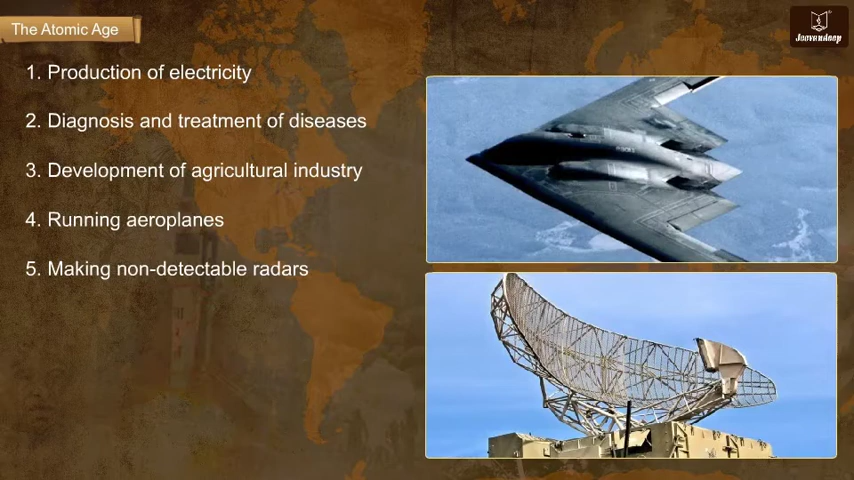 The Atomic Age
Jeevandeep
1. Production of electricity
2. Diagnosis and treatment of diseases
3. Development of agricultural industry
4. Running aeroplanes
5. Making non-detectable radars